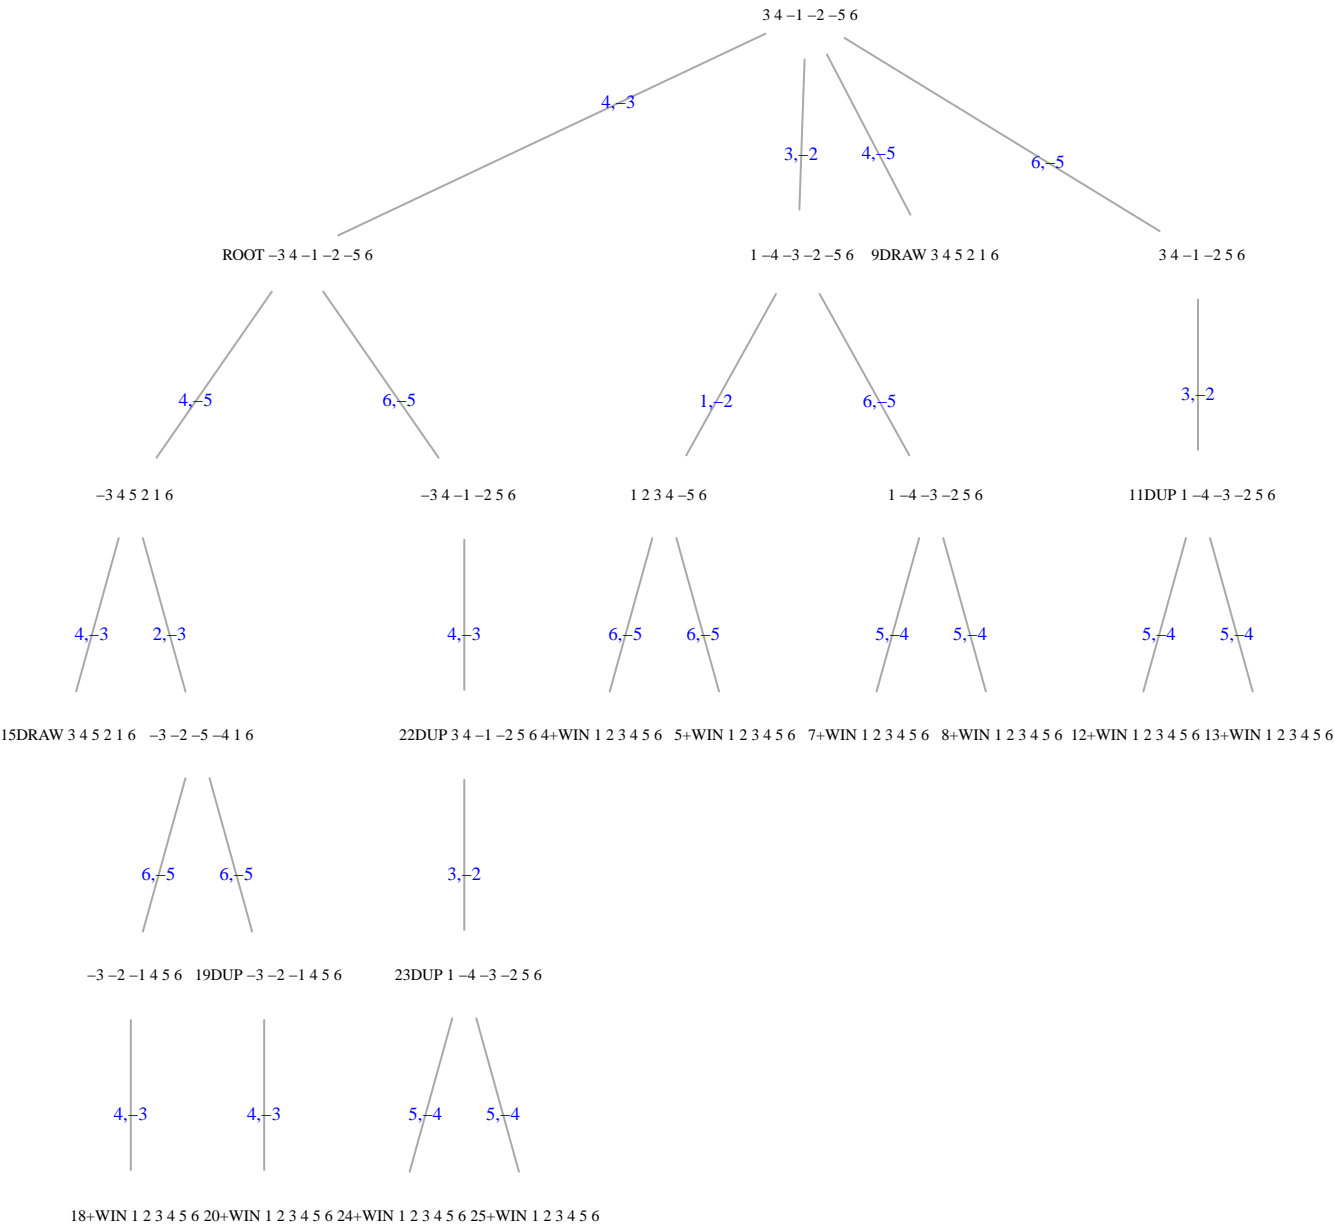 3 4 −1 −2 −5 6
4,−3
3,−2
4,−5
6,−5
ROOT −3 4 −1 −2 −5 6
1 −4 −3 −2 −5 6
9DRAW 3 4 5 2 1 6
3 4 −1 −2 5 6
4,−5
6,−5
1,−2
6,−5
3,−2
−3 4 5 2 1 6
−3 4 −1 −2 5 6
1 2 3 4 −5 6
1 −4 −3 −2 5 6
11DUP 1 −4 −3 −2 5 6
4,−3
2,−3
4,−3
6,−5
6,−5
5,−4
5,−4
5,−4
5,−4
15DRAW 3 4 5 2 1 6
−3 −2 −5 −4 1 6
22DUP 3 4 −1 −2 5 6
4+WIN 1 2 3 4 5 6
5+WIN 1 2 3 4 5 6
7+WIN 1 2 3 4 5 6
8+WIN 1 2 3 4 5 6
12+WIN 1 2 3 4 5 6
13+WIN 1 2 3 4 5 6
6,−5
6,−5
3,−2
−3 −2 −1 4 5 6
19DUP −3 −2 −1 4 5 6
23DUP 1 −4 −3 −2 5 6
4,−3
4,−3
5,−4
5,−4
18+WIN 1 2 3 4 5 6
20+WIN 1 2 3 4 5 6
24+WIN 1 2 3 4 5 6
25+WIN 1 2 3 4 5 6